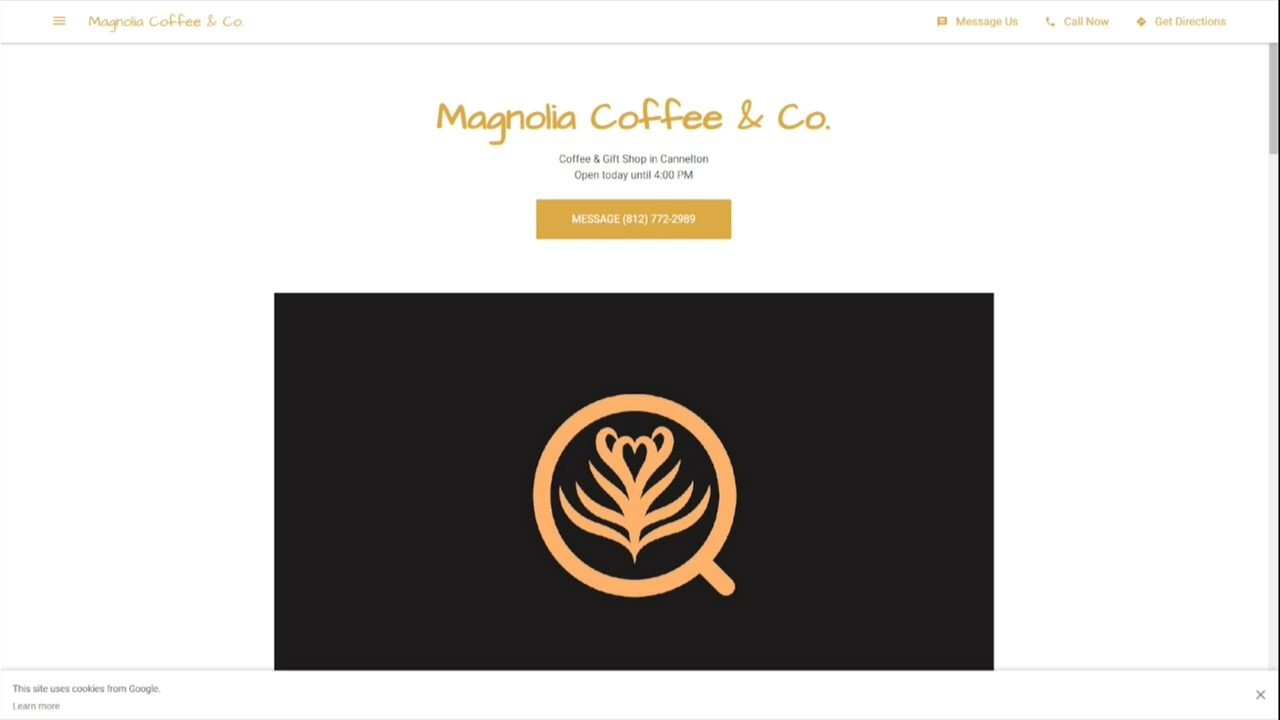 Magnolia Coffee & Co.
Message Us
Call Now
Get Directions
Magnolia Coffee & Co.
Coffee & Gift Shop in Cannelton
Open today until 4:00 PM
MESSAGE (812) 772-2989
This site uses cookies from Google.
Learn more